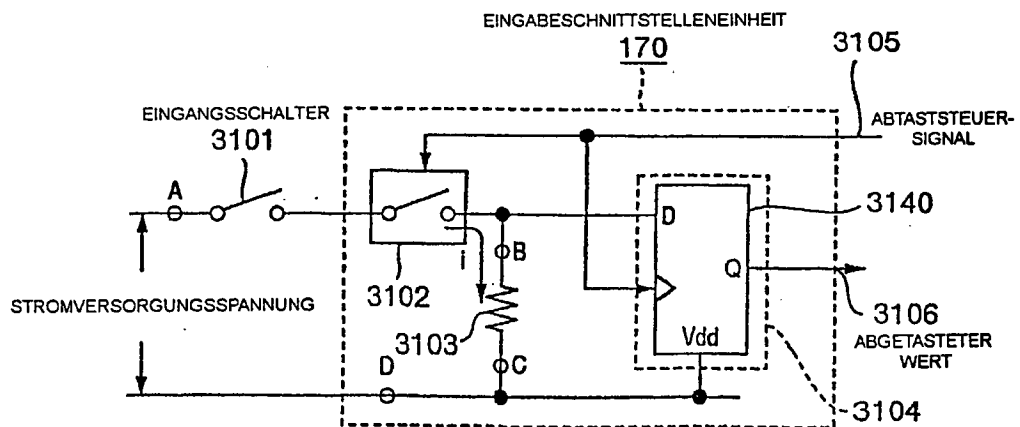 EINGABESCHNITTSTELLENEINHEIT
170
3105
EINGANGSSCHALTER
3101
ABTASTSTEUER-
SIGNAL
A
D
3140
B
i
Q
3102
STROMVERSORGUNGSSPANNUNG
3103
3106
Vdd
ABGETASTETER
WERT
D
C
3104